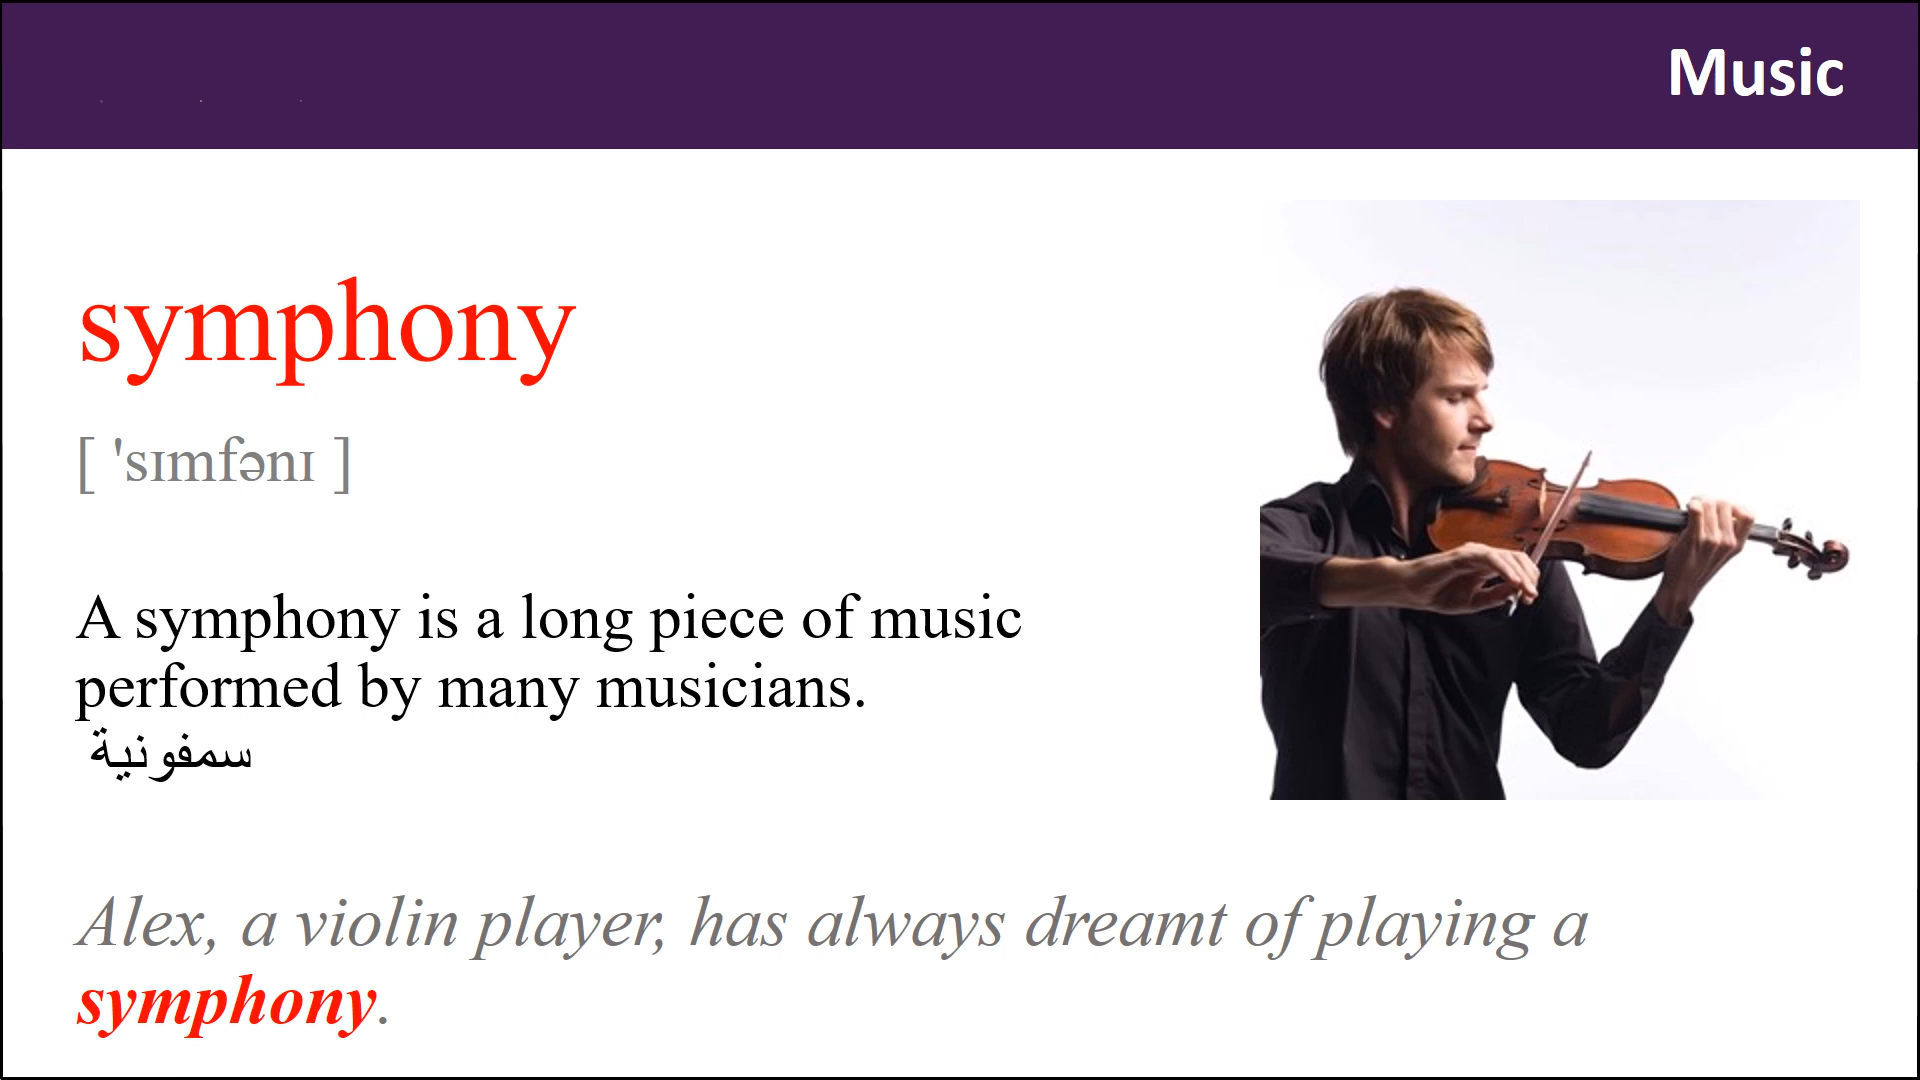 Music
symphony
[ 'sɪmfənɪ ]
A symphony is a long piece of music
performed by many musicians.
سمفونية
Alex, a violin player, has always dreamt of playing a
symphony.